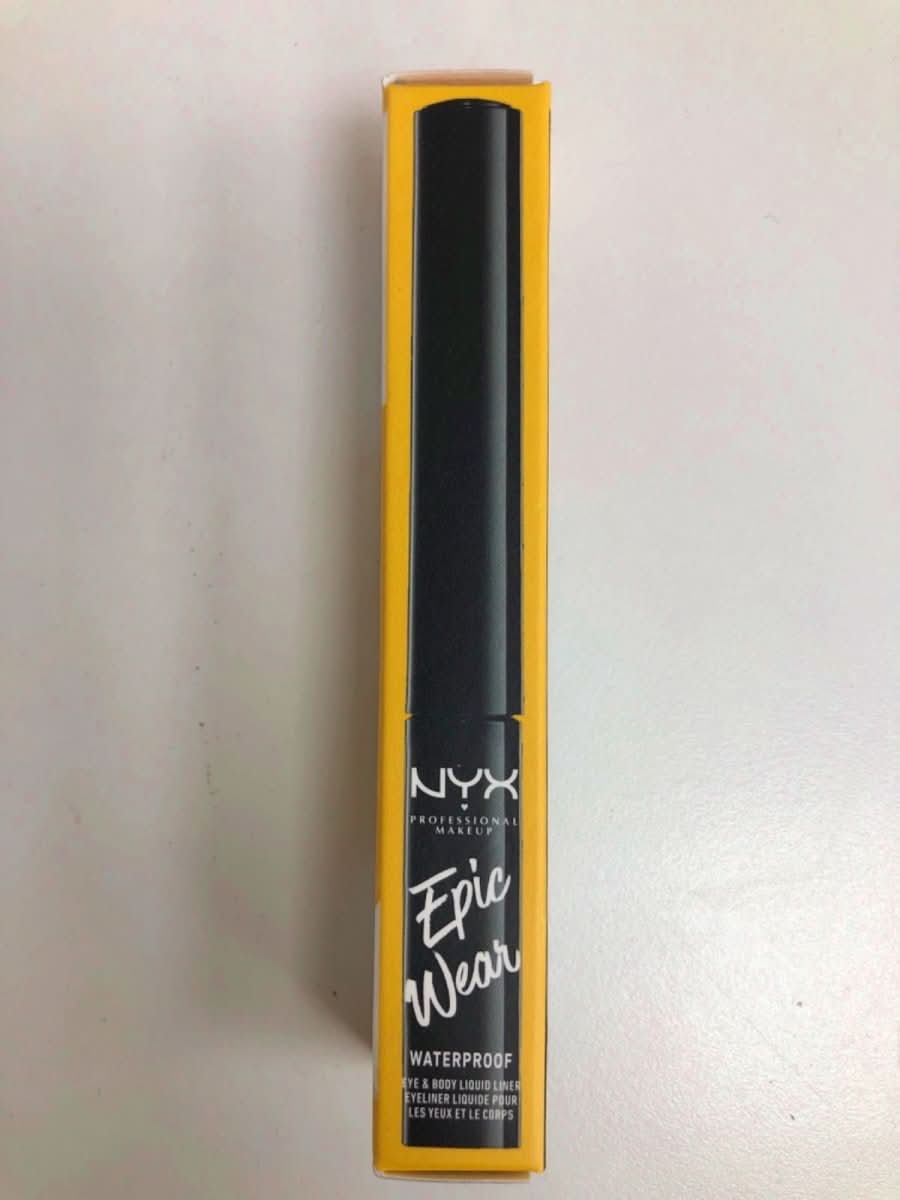 NYX
PROFESSIONAL
MAKEUP
Epic
Wear
WATERPROOF
EYE & BODY LIQUID LINER
EYELINER LIQUIDE POUR
LES YEUX ET LE CORPS